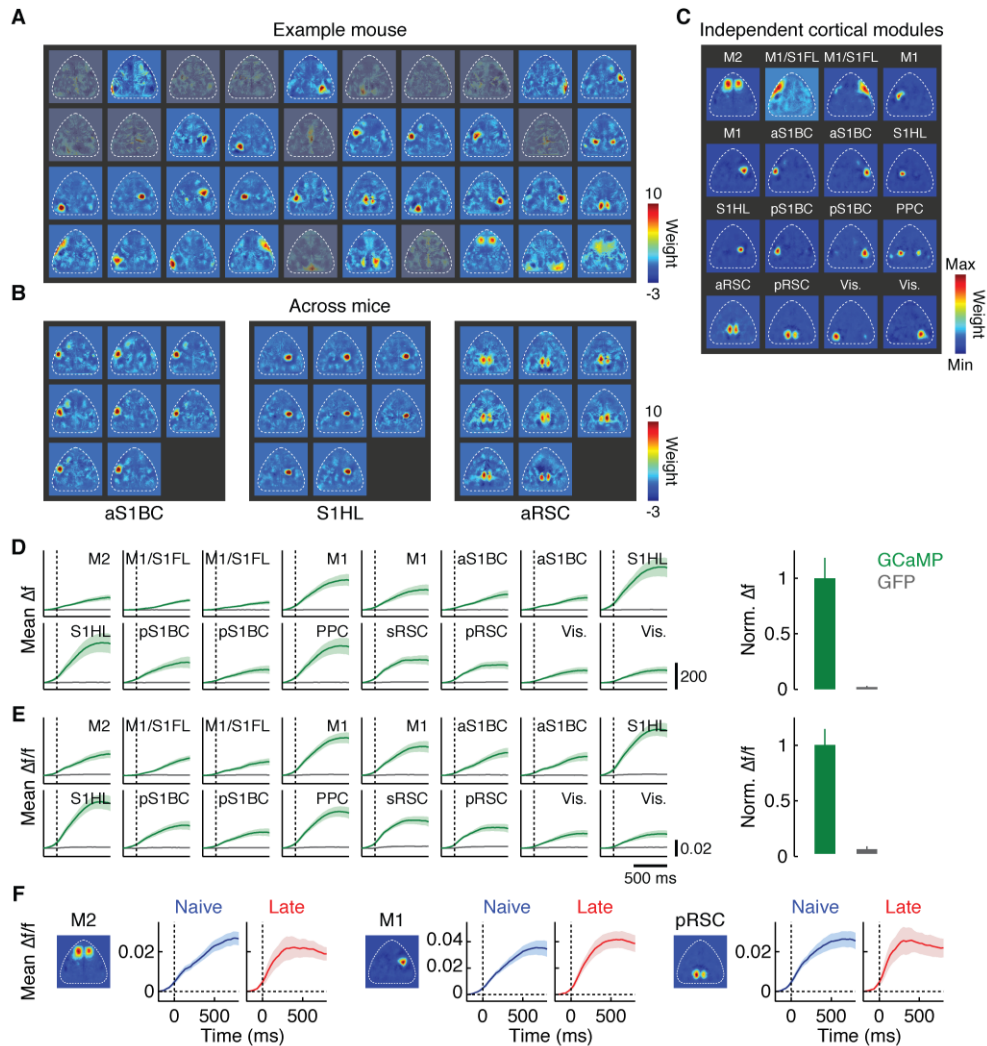 A
Example mouse
10
Weight
-3
B
Across mice
10
Weight
-3
aS1BC S1HL aRSC
C
Independent cortical modules
M2 M1/S1FL M1/S1FL M1
M1 aS1BC aS1BC S1HL
S1HL pS1BC pS1BC PPC
aRSC pRSC Vis. Vis.
Max
Weight
Min
D
Mean Δf
M2 M1/S1FL M1/S1FL M1 M1 aS1BC aS1BC S1HL
S1HL pS1BC pS1BC PPC sRSC pRSC Vis. Vis.
200
Norm. Δf
1
0.5
0
GCaMP
GFP
E
Mean Δf/f
M2 M1/S1FL M1/S1FL M1 M1 aS1BC aS1BC S1HL
S1HL pS1BC pS1BC PPC sRSC pRSC Vis. Vis.
0.02
500 ms
Norm. Δf/f
1
0.5
0
F
Mean Δf/f
M2
Naive Late
0.02
0
0 500 0 500
Time (ms)
M1
Naive Late
0.04
0.02
0
0 500 0 500
Time (ms)
pRSC
Naive Late
0.02
0
0 500 0 500
Time (ms)